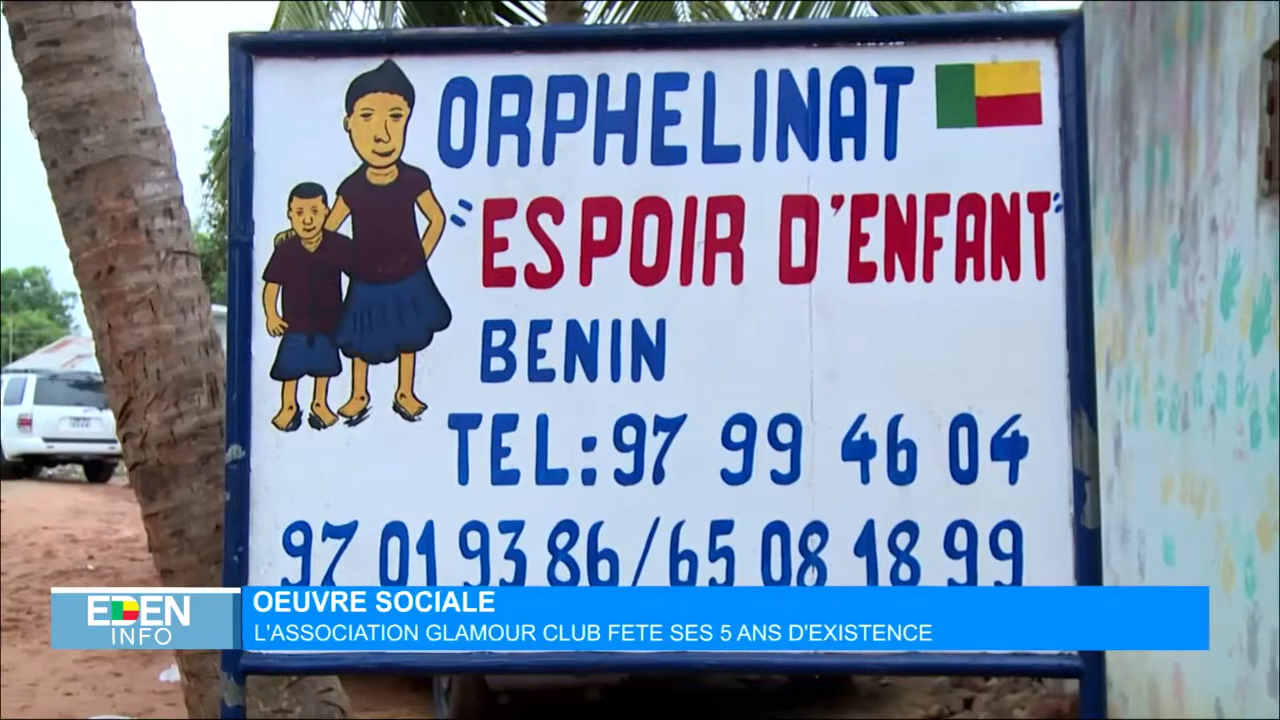 ORPHELINAT
"ESPOIR D'ENFANT"
BENIN
TEL: 97 99 46 04
97 01 93 86/65 08 18 99
EDEN
INFO
OEUVRE SOCIALE
L'ASSOCIATION GLAMOUR CLUB FETE SES 5 ANS D'EXISTENCE